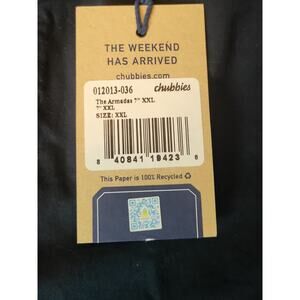 THE WEEKEND
HAS ARRIVED
chubbies.com
012013-036 chubbies
The Armadas 7" XXL
7" XXL
SIZE: XXL
8 40841 19423 8
This Paper is 100% Recycled